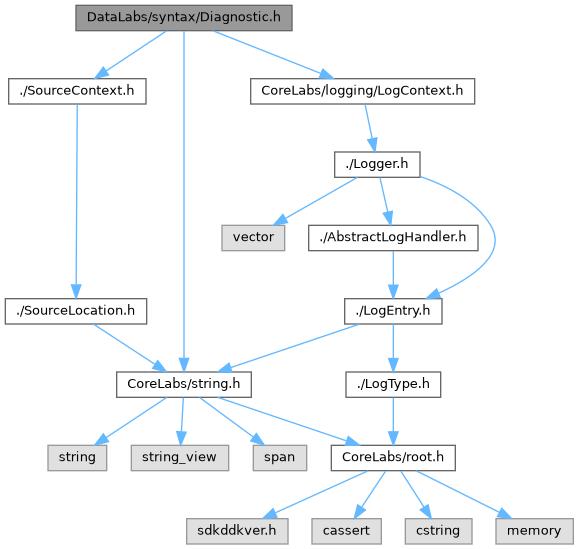 DataLabs/syntax/Diagnostic.h
./SourceContext.h
CoreLabs/logging/LogContext.h
./Logger.h
vector
./AbstractLogHandler.h
./SourceLocation.h
./LogEntry.h
CoreLabs/string.h
./LogType.h
string
string_view
span
CoreLabs/root.h
sdkddkver.h
cassert
cstring
memory